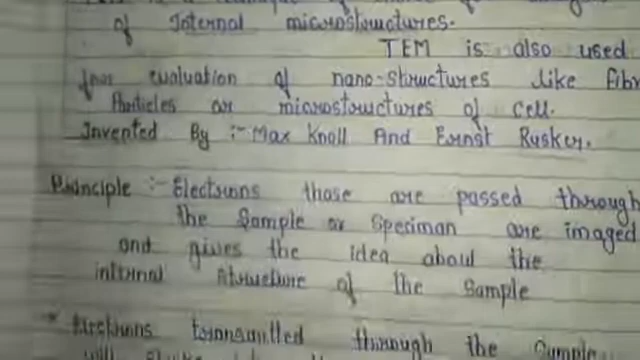 of Internal microstructures.
TEM is also used
for evaluation of nano-structures like Fibr
Particles or microstructures of cell.
Invented By :- Max Knoll And Ernst Rusker.
Principle :- Electrons those are passed through
the Sample or Speciman are imaged
and gives the idea about the
internal structure of the Sample
* Electrons transmitted through the Sample